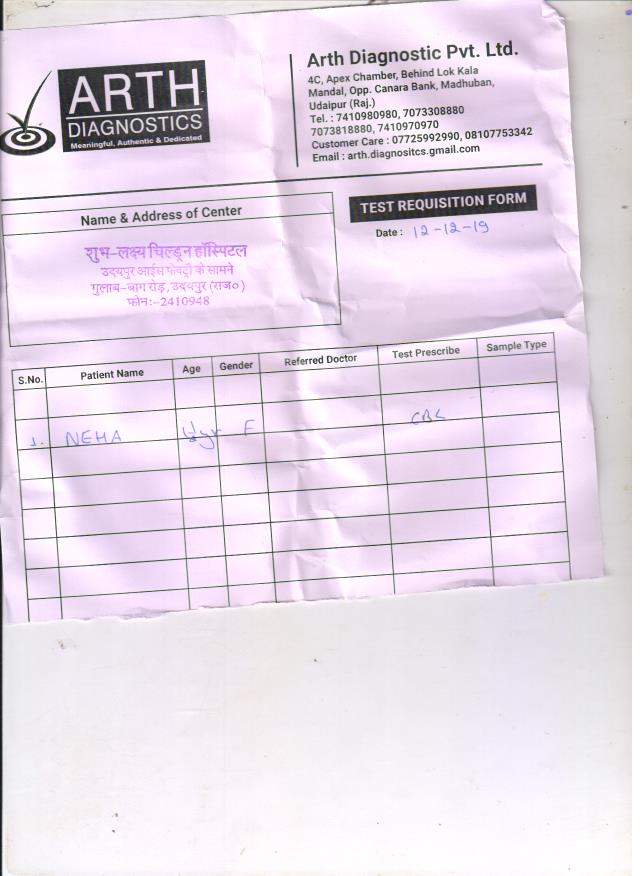 ARTH
DIAGNOSTICS
Meaningful, Authentic & Dedicated
Arth Diagnostic Pvt. Ltd.
4C, Apex Chamber, Behind Lok Kala
Mandal, Opp. Canara Bank, Madhuban,
Udaipur (Raj.)
Tel. : 7410980980, 7073308880
7073818880, 7410970970
Customer Care : 07725992990, 08107753342
Email : arth.diagnositcs.gmail.com
Name & Address of Center
शुभ-लक्ष्य चिल्ड्रन हॉस्पिटल
उदयपुर आईस फेक्ट्री के सामने
गुलाब-बाग रोड़, उदयपुर (राज०)
फोन:-2410948
TEST REQUISITION FORM
Date : 12-12-19
S.No. Patient Name Age Gender Referred Doctor Test Prescribe Sample Type
1. NEHA yr F CBC